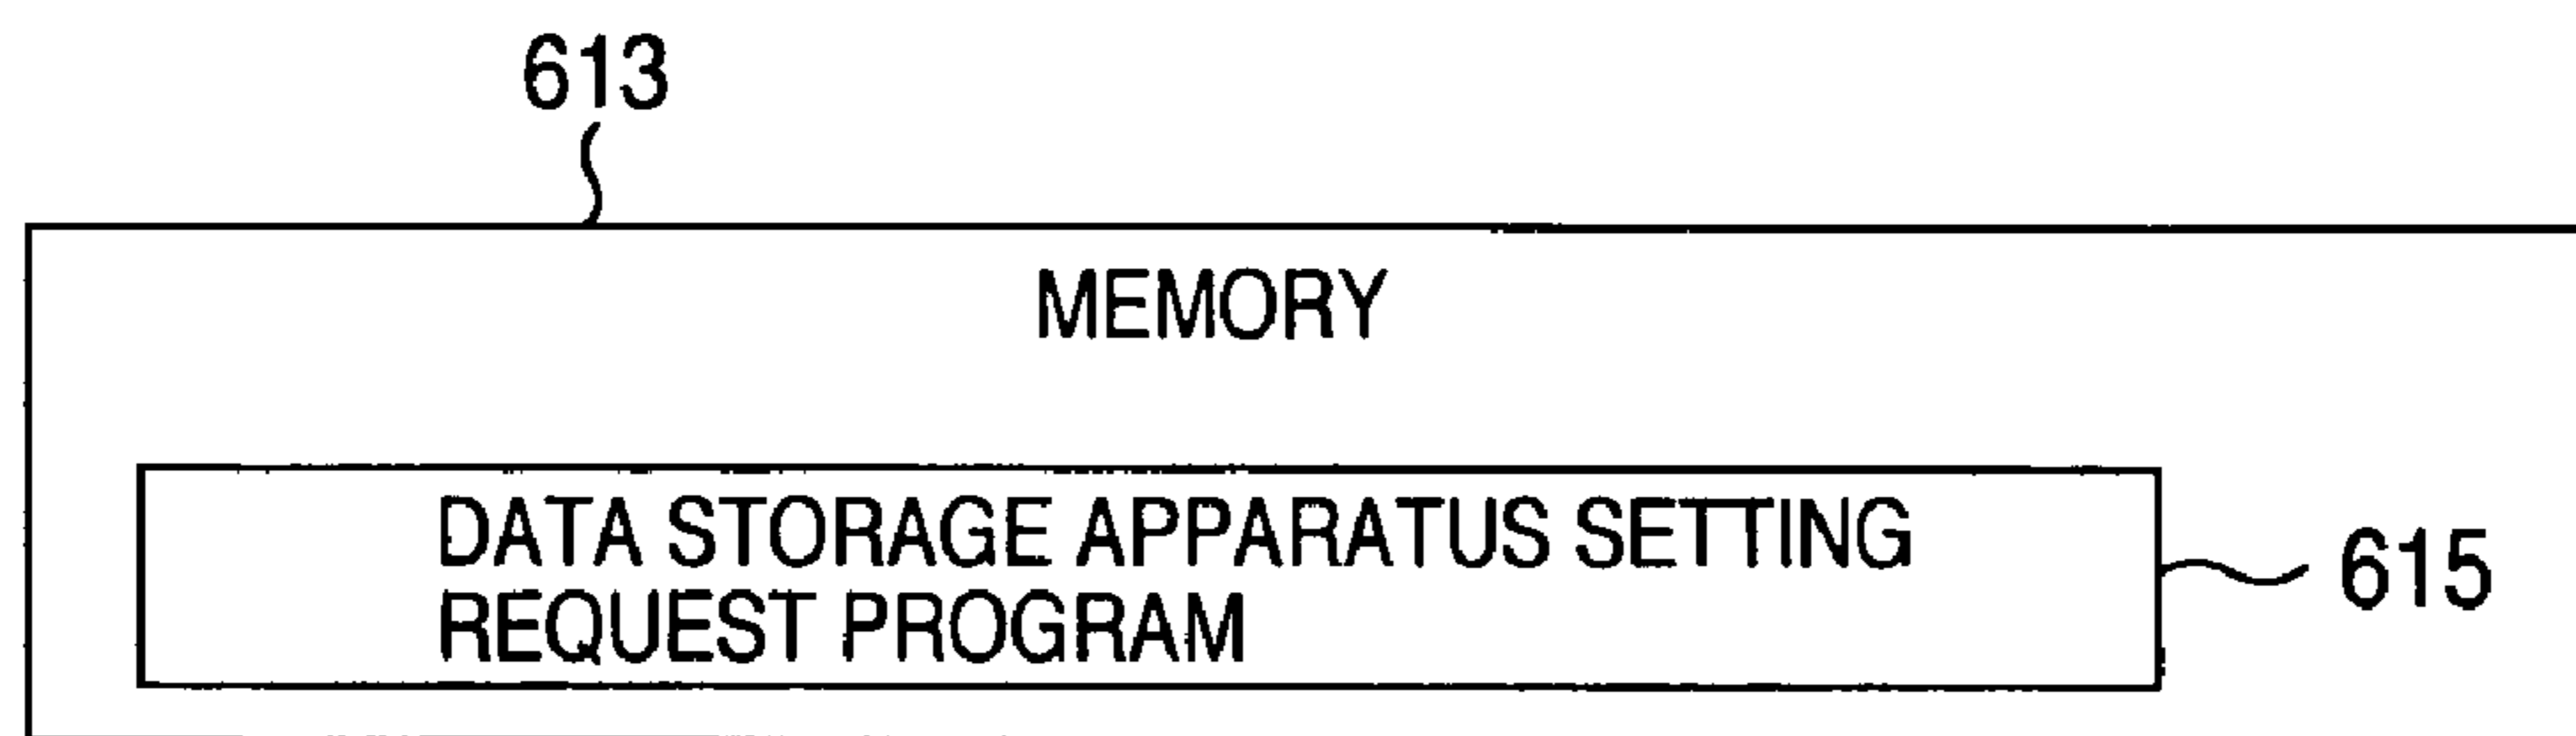 613
MEMORY
DATA STORAGE APPARATUS SETTING
REQUEST PROGRAM
615